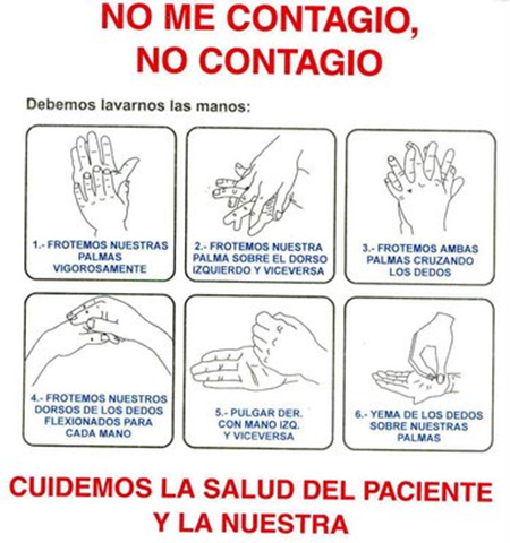 NO ME CONTAGIO,
NO CONTAGIO
Debemos lavarnos las manos:
1.- FROTEMOS NUESTRAS
PALMAS
VIGOROSAMENTE
2.- FROTEMOS NUESTRA
PALMA SOBRE EL DORSO
IZQUIERDO Y VICEVERSA
3.- FROTEMOS AMBAS
PALMAS CRUZANDO
LOS DEDOS
4.- FROTEMOS NUESTROS
DORSOS DE LOS DEDOS
FLEXIONADOS PARA
CADA MANO
5.- PULGAR DER.
CON MANO IZQ.
Y VICEVERSA
6.- YEMA DE LOS DEDOS
SOBRE NUESTRAS
PALMAS
CUIDEMOS LA SALUD DEL PACIENTE
Y LA NUESTRA